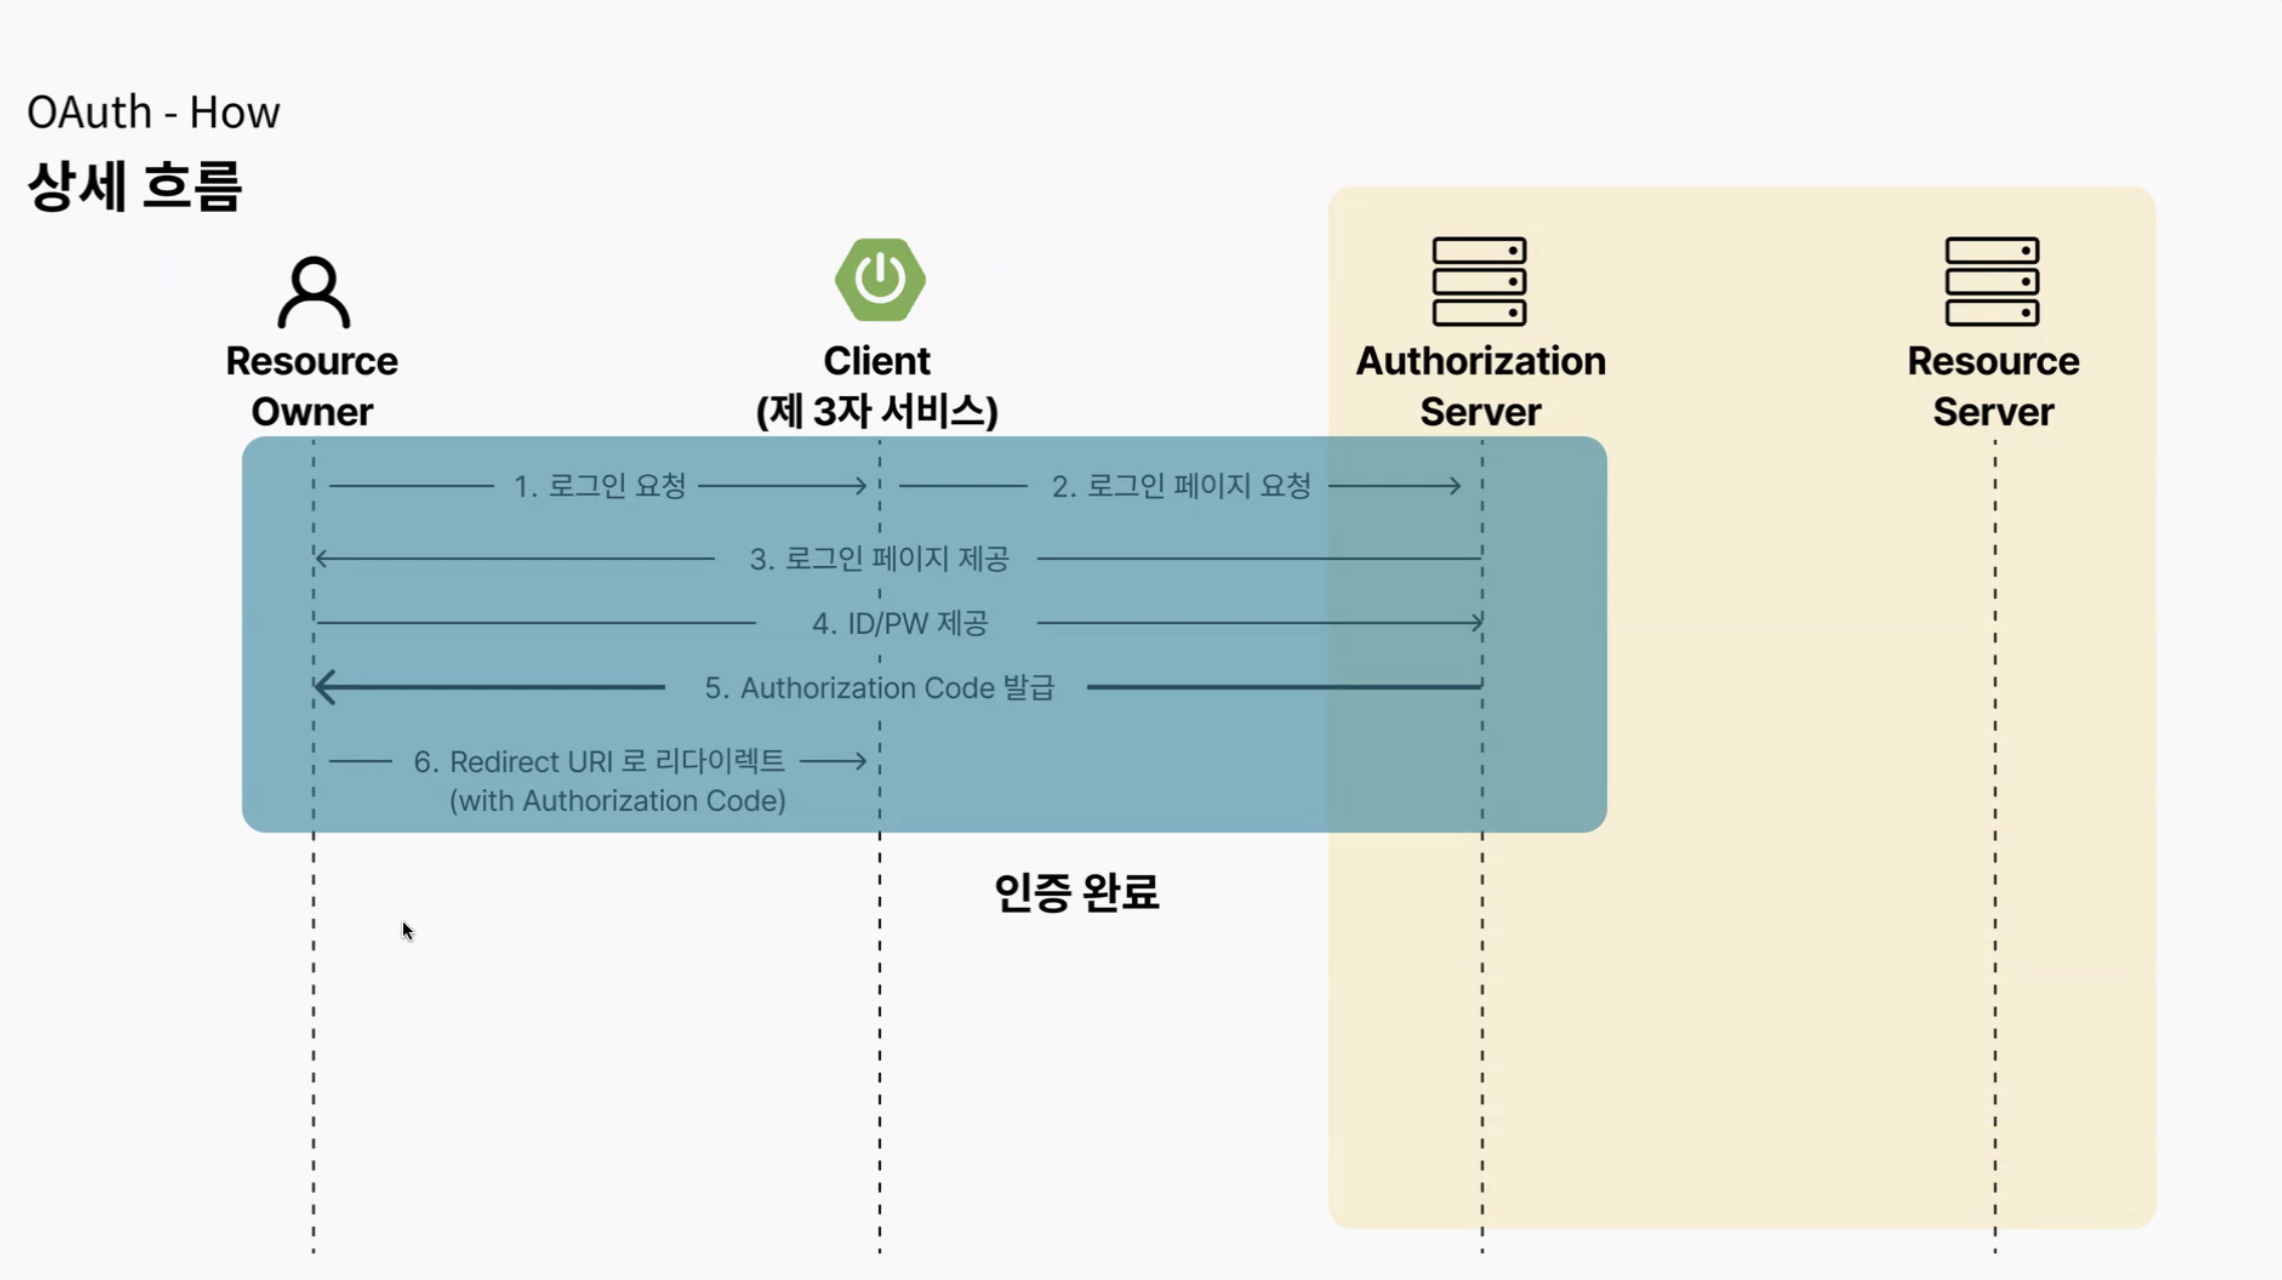 OAuth - How
상세 흐름
Resource
Owner
Client
(제 3자 서비스)
Authorization
Server
Resource
Server
1. 로그인 요청
2. 로그인 페이지 요청
3. 로그인 페이지 제공
4. ID/PW 제공
5. Authorization Code 발급
6. Redirect URI 로 리다이렉트
(with Authorization Code)
인증 완료